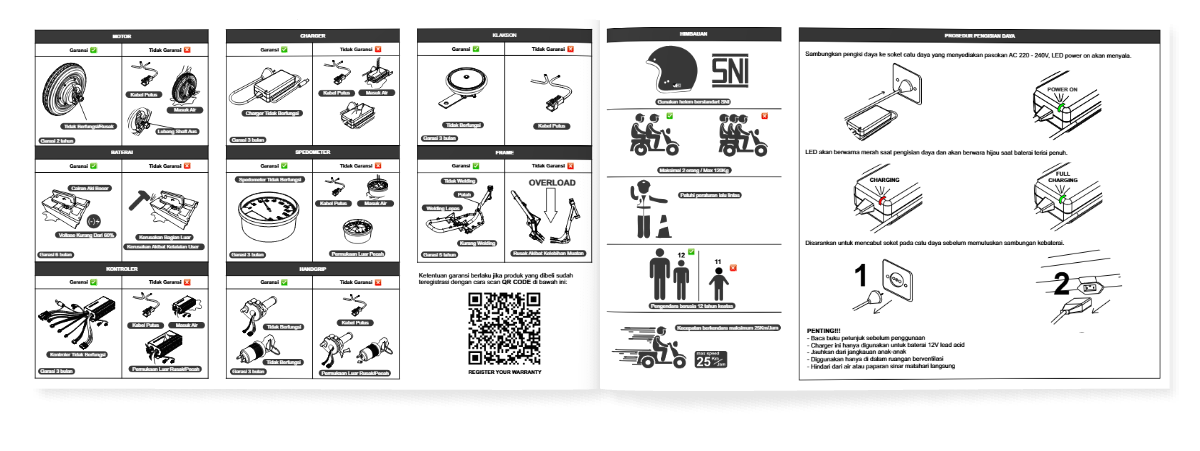 MOTOR
Garansi Tidak Garansi
Kabel Putus
Masuk Air
Tidak Berfungsi/Rusak
Lubang Shaft Aus
Garansi 2 tahun
BATERAI
Garansi Tidak Garansi
Cairan Aki Bocor
Voltase Kurang Dari 60%
Kerusakan Bagian Luar
Kerusakan Akibat Kelalaian User
Garansi 6 bulan
KONTROLER
Garansi Tidak Garansi
Kabel Putus Masuk Air
Kontroler Tidak Berfungsi
Permukaan Luar Rusak/Pecah
Garansi 3 bulan
CHARGER
Garansi Tidak Garansi
Kabel Putus Masuk Air
Charger Tidak Berfungsi
Garansi 3 bulan
SPEDOMETER
Garansi Tidak Garansi
Spedometer Tidak Berfungsi
Kabel Putus Masuk Air
Permukaan Luar Pecah
Garansi 3 bulan
HANDGRIP
Garansi Tidak Garansi
Tidak Berfungsi
Kabel Putus
Tidak Berfungsi
Permukaan Luar Rusak/Pecah
Garansi 3 bulan
KLAKSON
Garansi Tidak Garansi
Tidak Berfungsi
Kabel Putus
Garansi 3 bulan
FRAME
Garansi Tidak Garansi
Tidak Welding
Patah
Welding Lepas
Kurang Welding
OVERLOAD
Rusak Akibat Kelebihan Muatan
Garansi 5 tahun
Ketentuan garansi berlaku jika produk yang dibeli sudah
teregistrasi dengan cara scan QR CODE di bawah ini:
REGISTER YOUR WARRANTY
HIMBAUAN
SNI
Gunakan helem berstandart SNI
Maksimal 2 orang / Max 120Kg
Patuhi peraturan lalu lintas
12
11
Pengendara berusia 12 tahun keatas
Kecepatan berkendara maksimum 25Km/Jam
max speed
25 Km/Jam
PROSEDUR PENGISIAN DAYA
Sambungkan pengisi daya ke soket catu daya yang menyediakan pasokan AC 220 - 240V, LED power on akan menyala.
POWER ON
LED akan berwarna merah saat pengisian daya dan akan berwara hijau saat baterai terisi penuh.
CHARGING
FULL
CHARGING
Disarankan untuk mencabut soket pada catu daya sebelum memutuskan sambungan kebaterai.
1
2
PENTING!!!
- Baca buku petunjuk sebelum penggunaan
- Charger ini hanya digunakan untuk baterai 12V lead acid
- Jauhkan dari jangkauan anak-anak
- Digunakan hanya di dalam ruangan berventilasi
- Hindari dari air atau paparan sinar matahari langsung